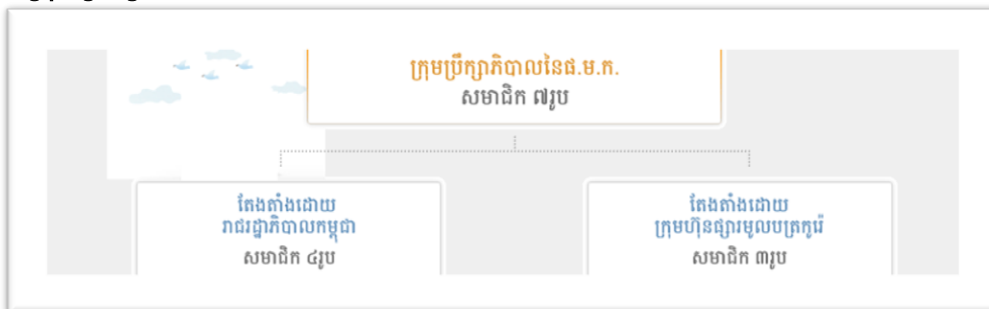 ក្រុមប្រឹក្សាភិបាលនៃផ.ម.ក.
សមាជិក ៧រូប
តែងតាំងដោយ
រាជរដ្ឋាភិបាលកម្ពុជា
សមាជិក ៤រូប
តែងតាំងដោយ
ក្រុមហ៊ុនផ្សារមូលបត្រកូរ៉េ
សមាជិក ៣រូប